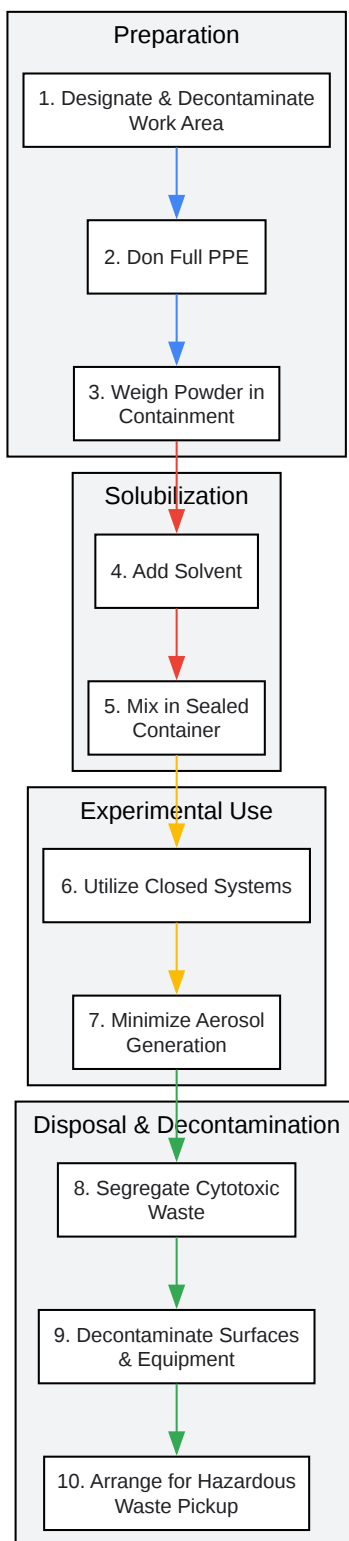 Preparation
1. Designate & Decontaminate
Work Area
2. Don Full PPE
3. Weigh Powder in
Containment
Solubilization
4. Add Solvent
5. Mix in Sealed
Container
Experimental Use
6. Utilize Closed Systems
7. Minimize Aerosol
Generation
Disposal & Decontamination
8. Segregate Cytotoxic
Waste
9. Decontaminate Surfaces
& Equipment
10. Arrange for Hazardous
Waste Pickup